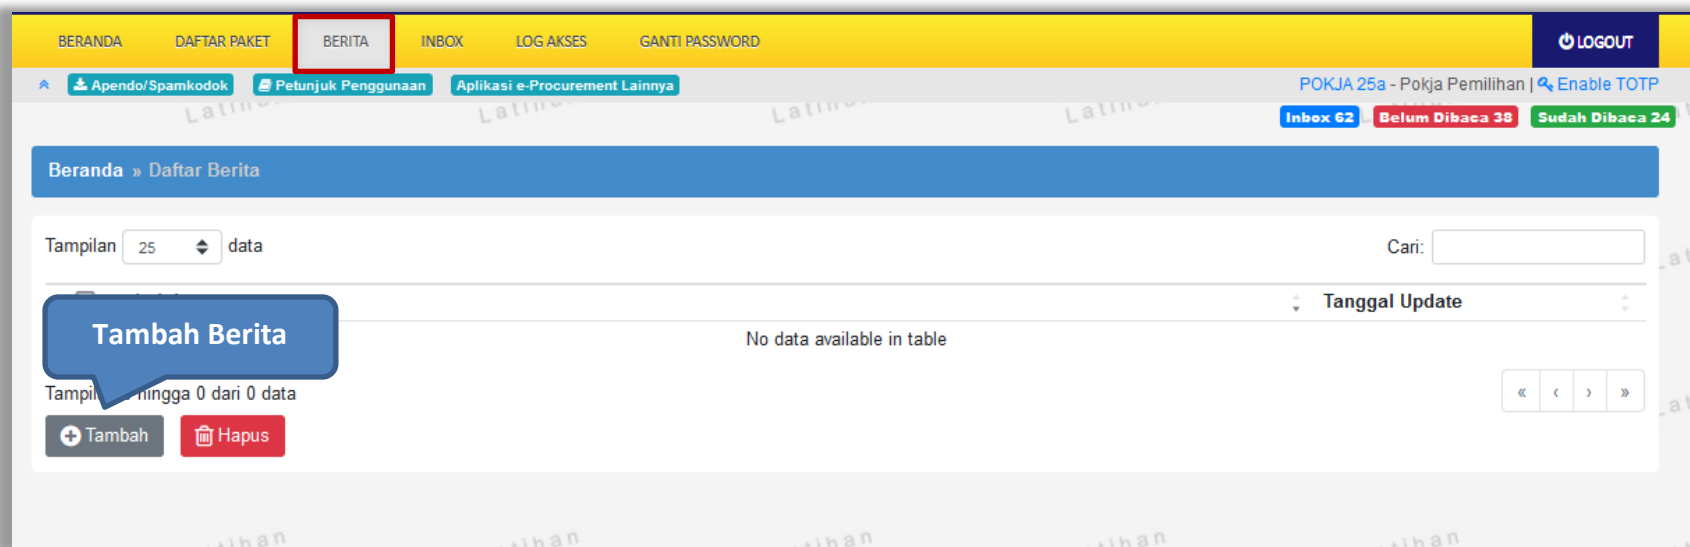 BERANDA DAFTAR PAKET BERITA INBOX LOG AKSES GANTI PASSWORD LOGOUT
Apendo/Spamkodok Petunjuk Penggunaan Aplikasi e-Procurement Lainnya POKJA 25a - Pokja Pemilihan | Enable TOTP
Inbox 62 Belum Dibaca 38 Sudah Dibaca 24
Beranda » Daftar Berita
Tampilan 25 data Cari:
Tanggal Update
Tambah Berita
No data available in table
hingga 0 dari 0 data « ‹ › »
Tambah Hapus